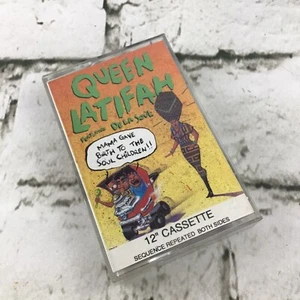 QUEEN
LATIFAH
FEATURING DE LA SOUL
MAMA GAVE
BIRTH TO THE
SOUL CHILDREN!!
12" CASSETTE
SEQUENCE REPEATED BOTH SIDES